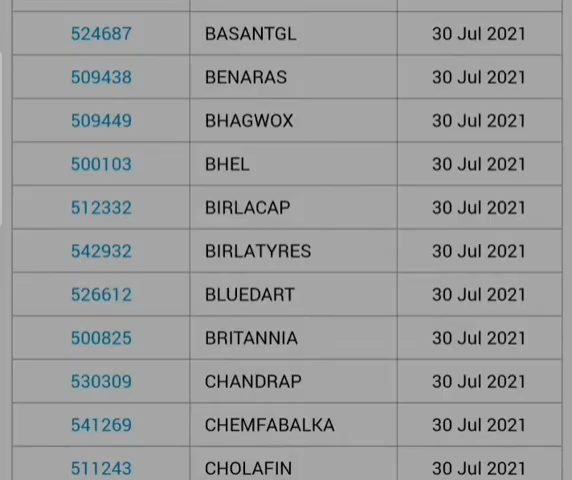 524687 BASANTGL 30 Jul 2021
509438 BENARAS 30 Jul 2021
509449 BHAGWOX 30 Jul 2021
500103 BHEL 30 Jul 2021
512332 BIRLACAP 30 Jul 2021
542932 BIRLATYRES 30 Jul 2021
526612 BLUEDART 30 Jul 2021
500825 BRITANNIA 30 Jul 2021
530309 CHANDRAP 30 Jul 2021
541269 CHEMFABALKA 30 Jul 2021
511243 CHOLAFIN 30 Jul 2021